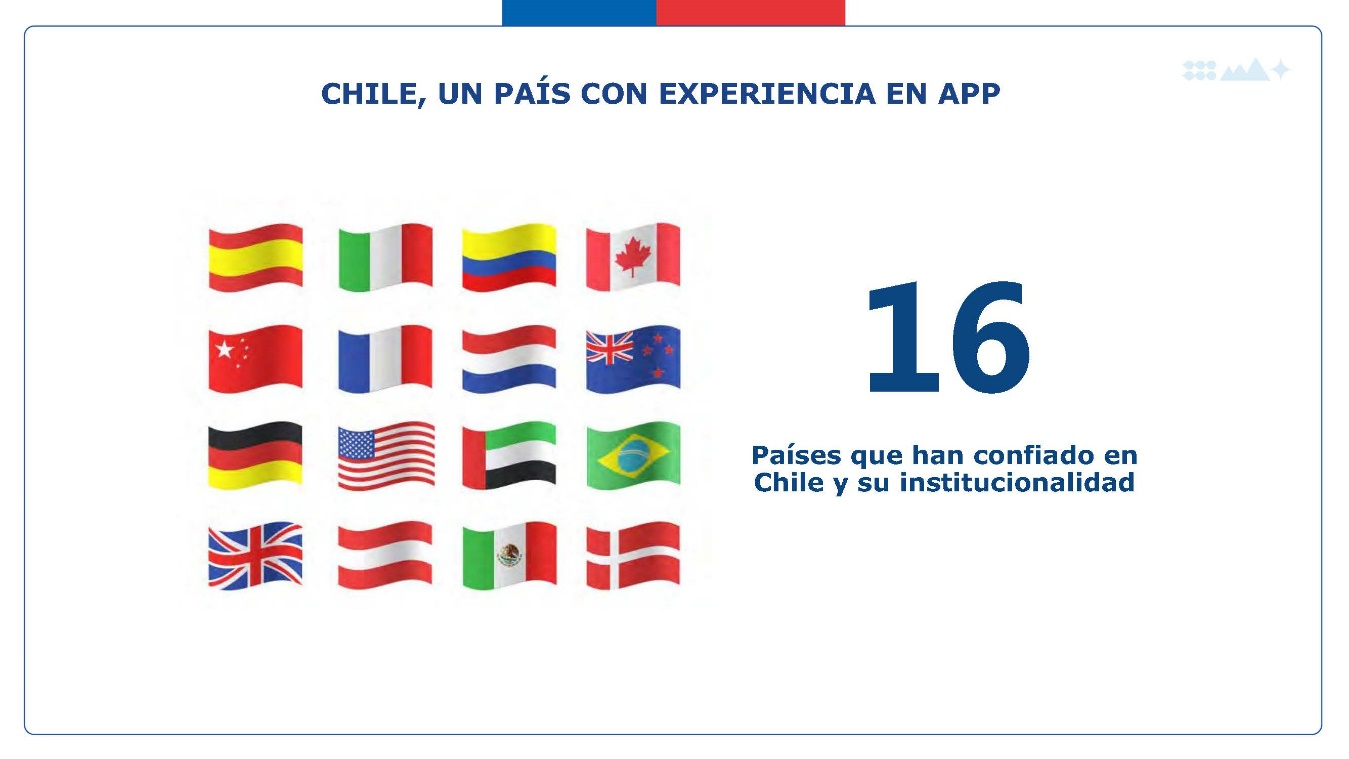 CHILE, UN PAÍS CON EXPERIENCIA EN APP
16
Países que han confiado en
Chile y su institucionalidad